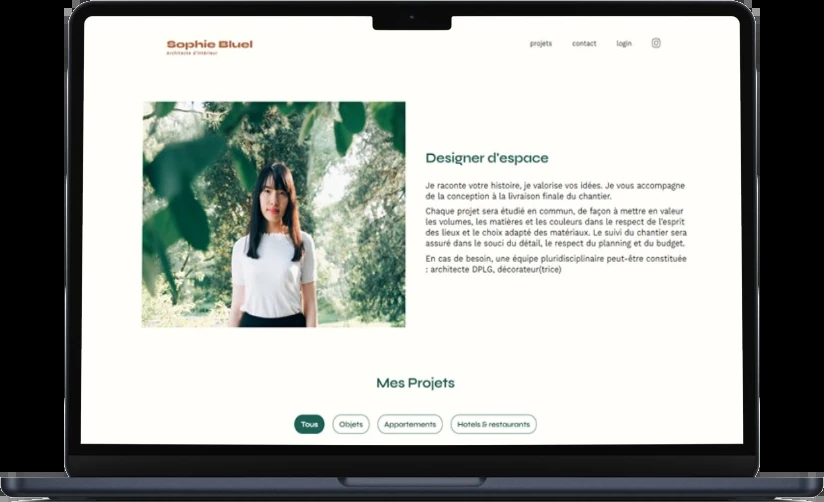 Sophie Bluel
Architecte d'intérieur
projets
contact
login
Designer d'espace
Je raconte votre histoire, je valorise vos idées. Je vous accompagne
de la conception à la livraison finale du chantier.
Chaque projet sera étudié en commun, de façon à mettre en valeur
les volumes, les matières et les couleurs dans le respect de l'esprit
des lieux et le choix adapté des matériaux. Le suivi du chantier sera
assuré dans le souci du détail, le respect du planning et du budget.
En cas de besoin, une équipe pluridisciplinaire peut-être constituée
: architecte DPLG, décorateur(trice)
Mes Projets
Tous
Objets
Appartements
Hotels & restaurants